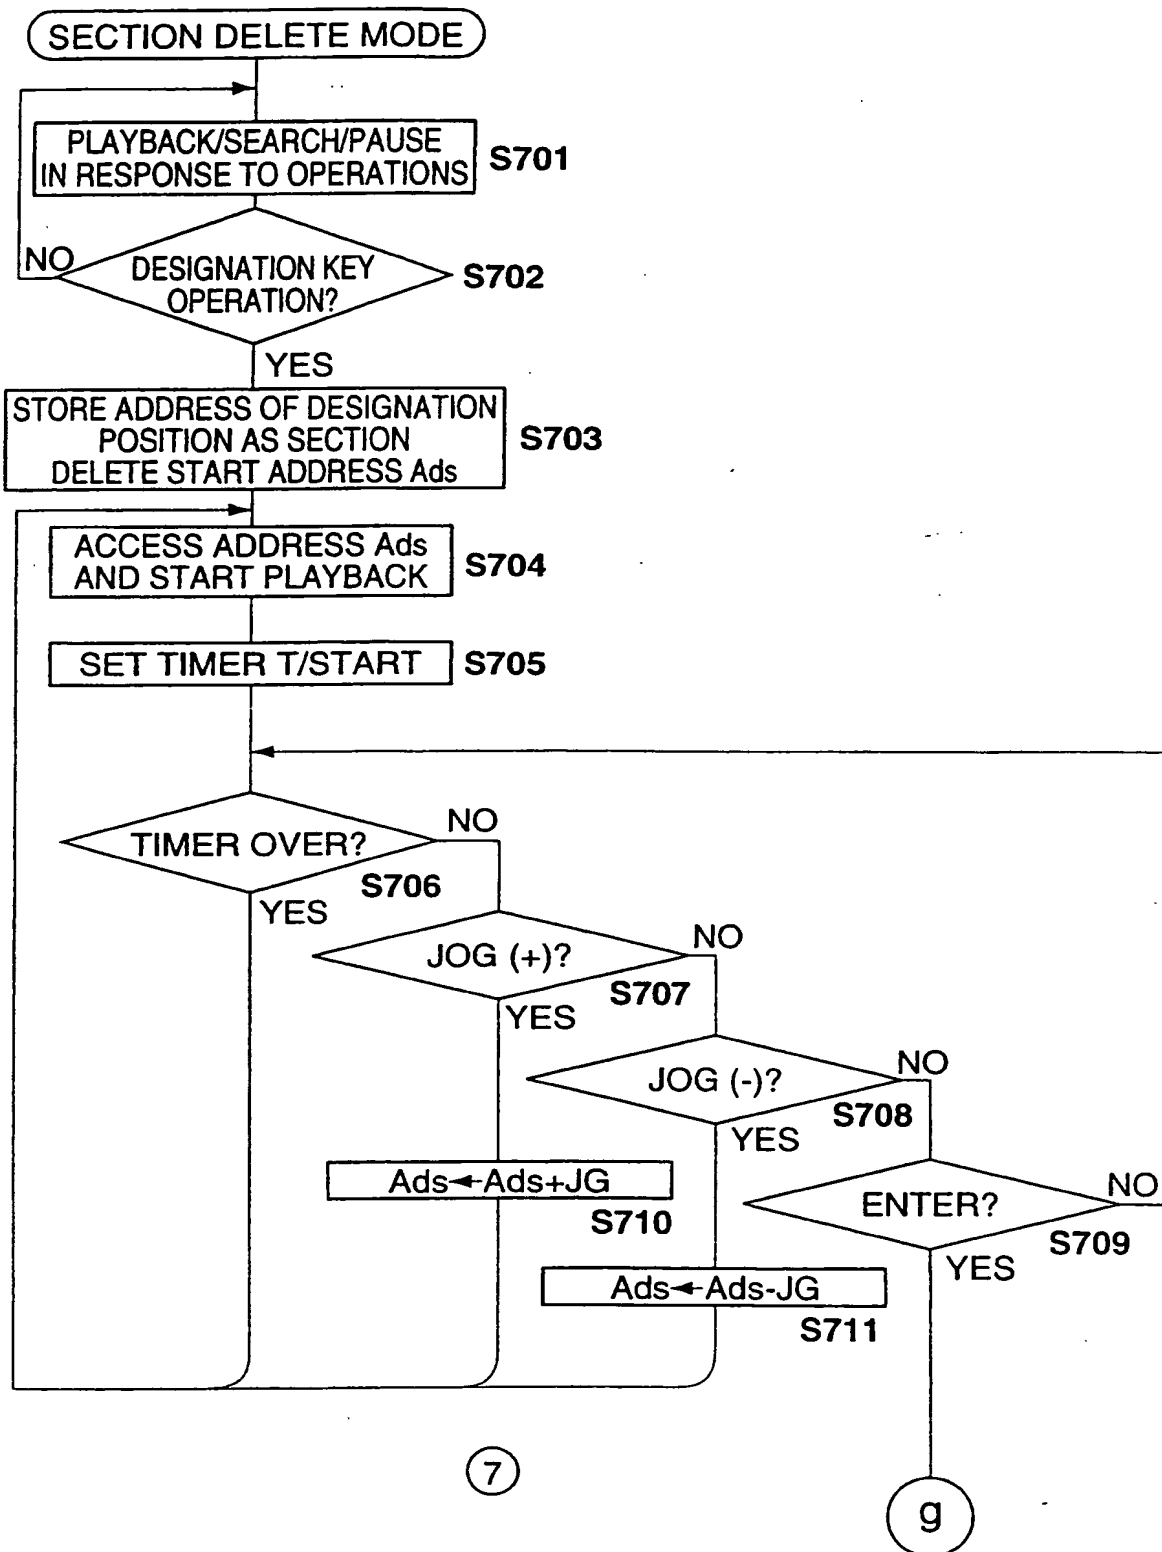 SECTION DELETE MODE
PLAYBACK/SEARCH/PAUSE
IN RESPONSE TO OPERATIONS
S701
NO
DESIGNATION KEY
OPERATION?
S702
YES
STORE ADDRESS OF DESIGNATION
POSITION AS SECTION
DELETE START ADDRESS Ads
S703
ACCESS ADDRESS Ads
AND START PLAYBACK
S704
SET TIMER T/START
S705
TIMER OVER?
NO
S706
YES
JOG (+)?
NO
S707
YES
JOG (-)?
NO
S708
YES
Ads←Ads+JG
S710
ENTER?
NO
S709
YES
Ads←Ads-JG
S711
7
g